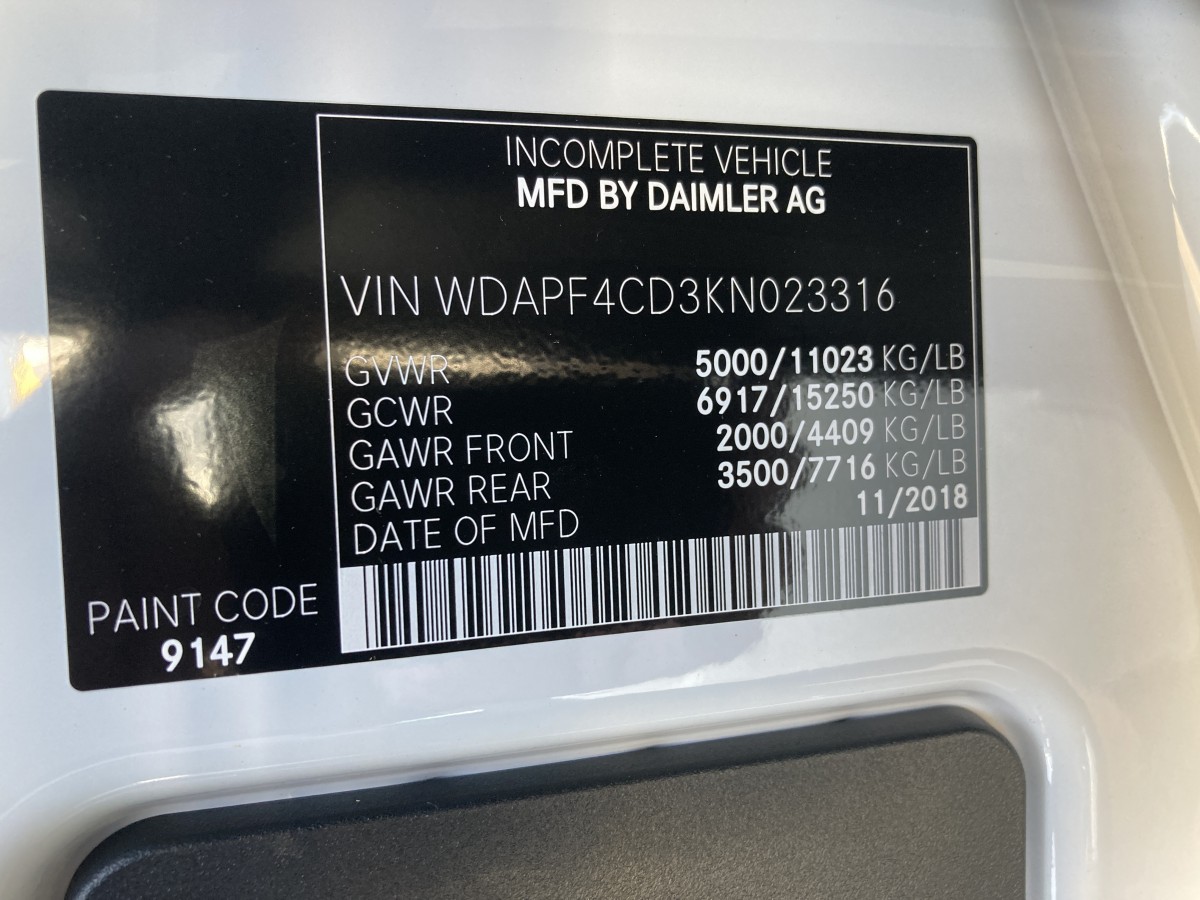 INCOMPLETE VEHICLE
MFD BY DAIMLER AG
VIN WDAPF4CD3KN023316
GVWR 5000/11023 KG/LB
GCWR 6917/15250 KG/LB
GAWR FRONT 2000/4409 KG/LB
GAWR REAR 3500/7716 KG/LB
DATE OF MFD 11/2018
PAINT CODE
9147